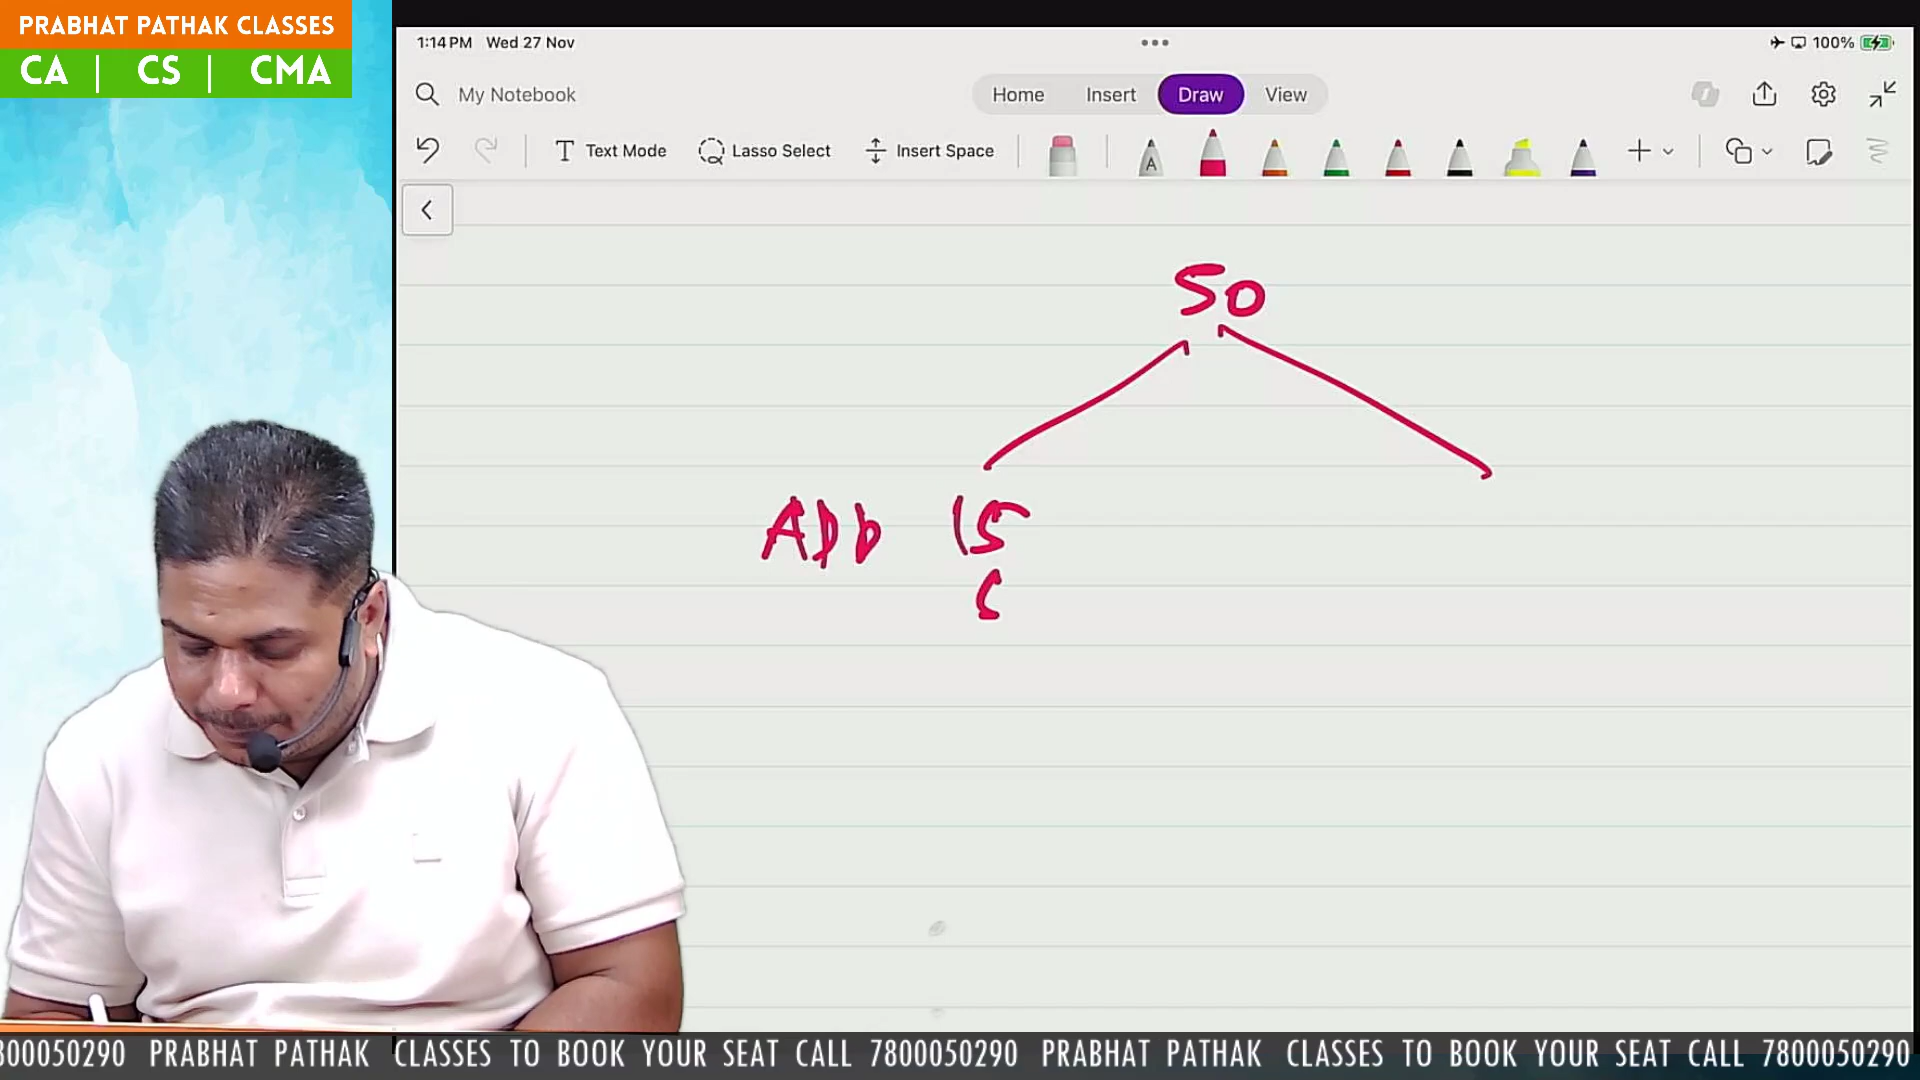 PRABHAT PATHAK CLASSES
CA | CS | CMA
1:14 PM Wed 27 Nov
100%
My Notebook
Home Insert Draw View
Text Mode Lasso Select Insert Space
A
50
ADD 15
800050290 PRABHAT PATHAK CLASSES TO BOOK YOUR SEAT CALL 7800050290 PRABHAT PATHAK CLASSES TO BOOK YOUR SEAT CALL 7800050290